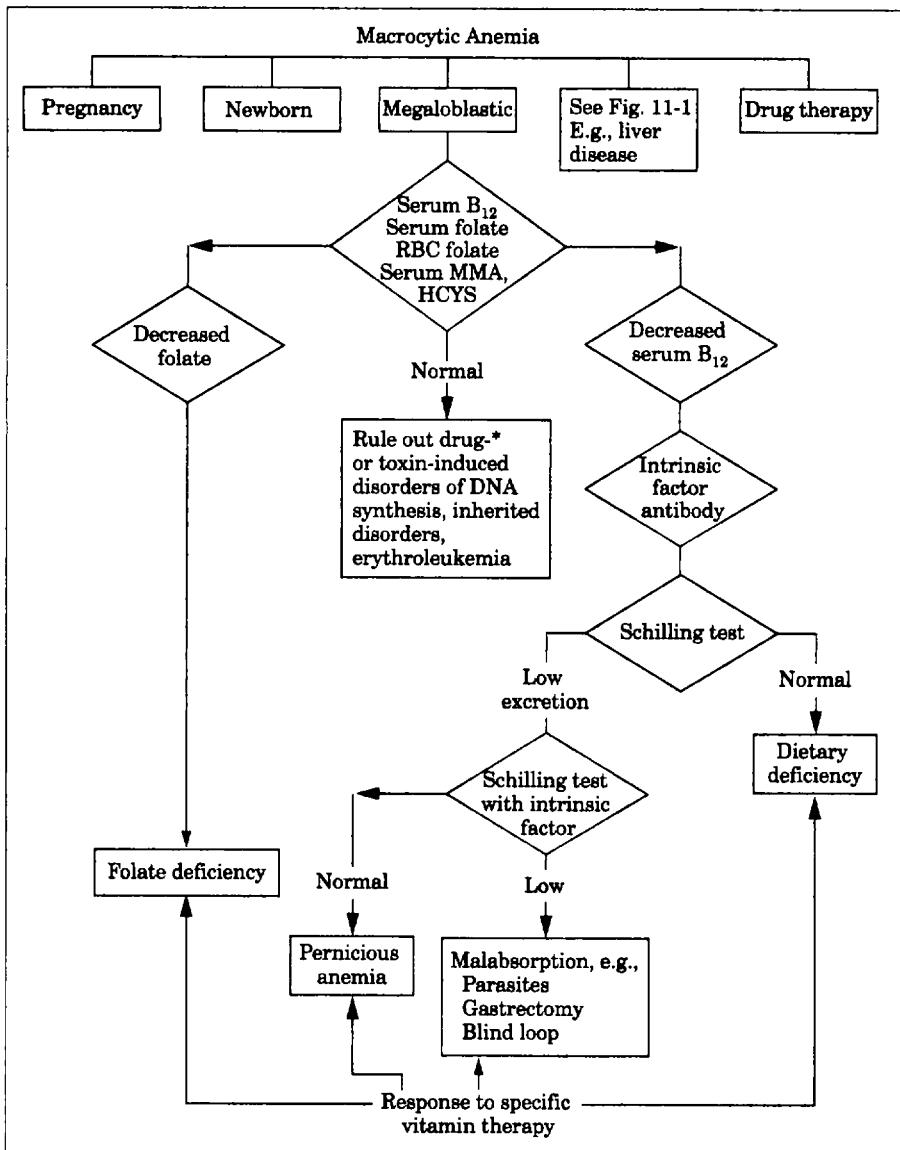 Macrocytic Anemia
Pregnancy
Newborn
Megaloblastic
See Fig. 11-1
E.g., liver
disease
Drug therapy
Serum B12
Serum folate
RBC folate
Serum MMA,
HCYS
Decreased
folate
Decreased
serum B12
Normal
Rule out drug-*
or toxin-induced
disorders of DNA
synthesis, inherited
disorders,
erythroleukemia
Intrinsic
factor
antibody
Schilling test
Low
excretion
Normal
Schilling test
with intrinsic
factor
Dietary
deficiency
Folate deficiency
Normal
Low
Pernicious
anemia
Malabsorption, e.g.,
Parasites
Gastrectomy
Blind loop
Response to specific
vitamin therapy